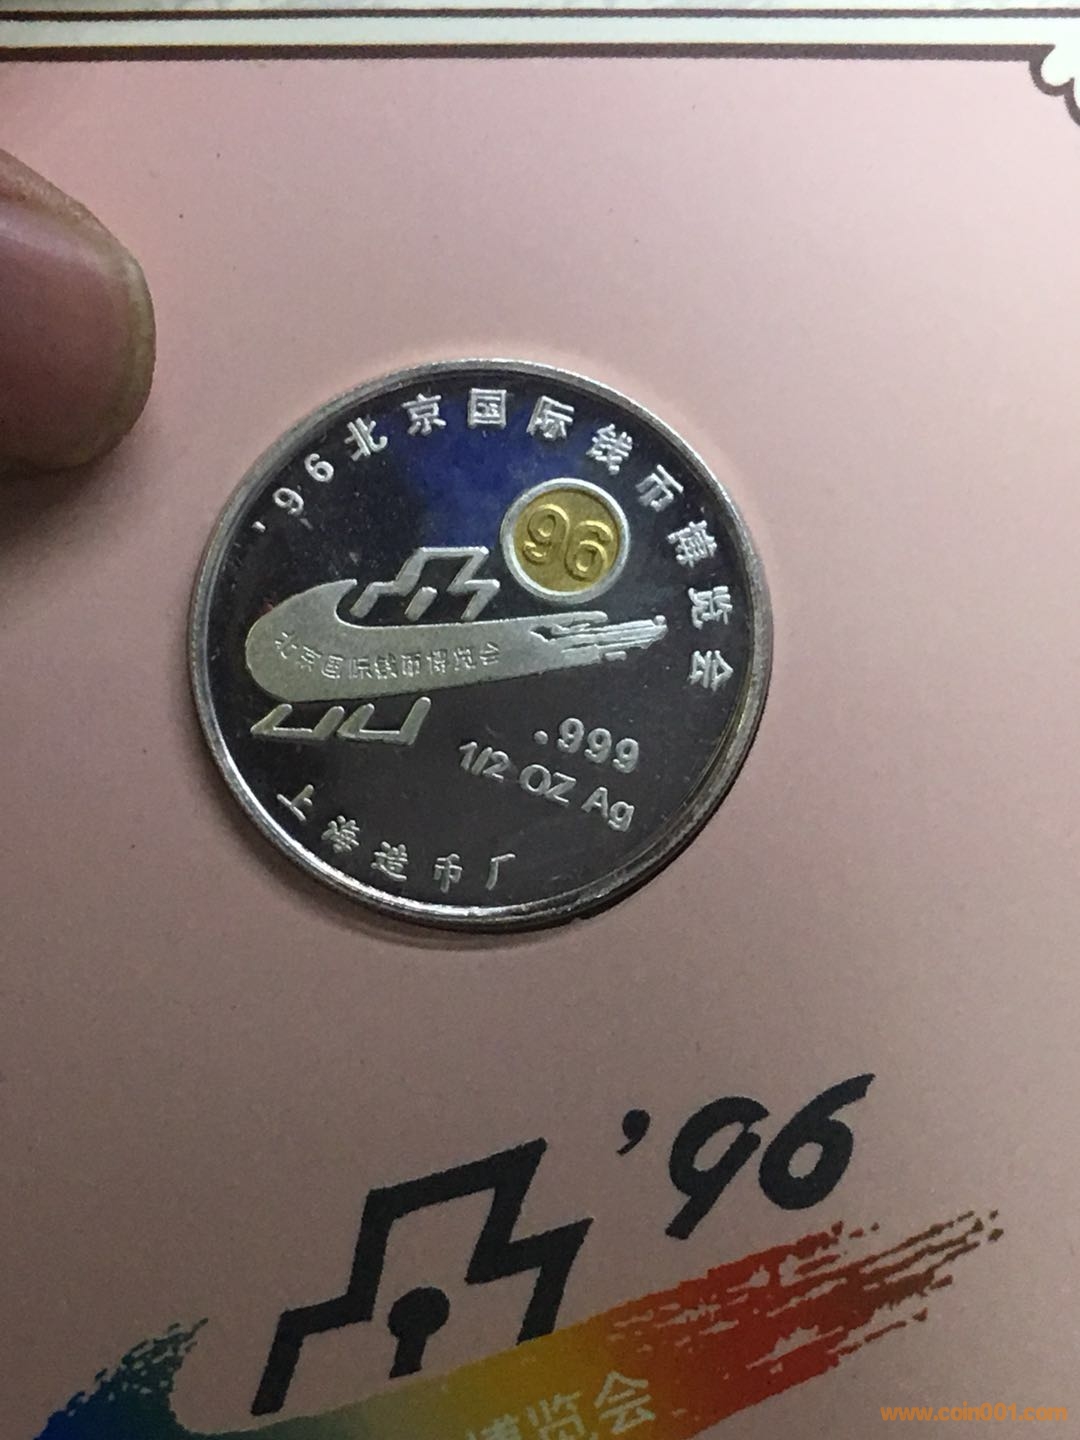 '96北京国际钱币博览会
96
北京国际钱币博览会
.999
1/2 OZ Ag
上海造币厂
'96
博览会
www.coin001.com